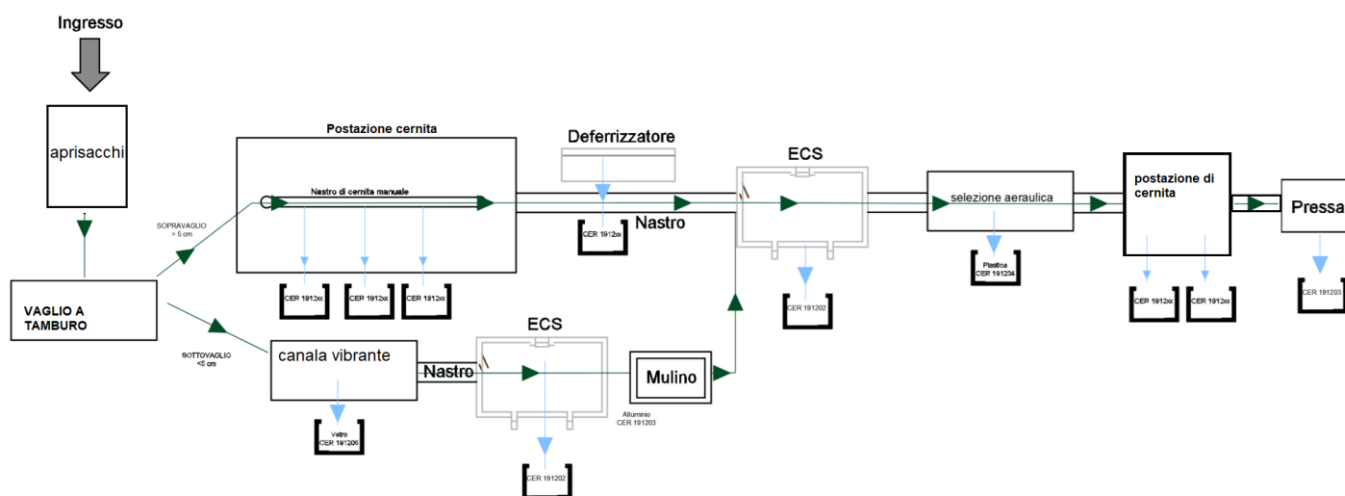 Ingresso
aprisacchi
VAGLIO A
TAMBURO
SOPRAVAGLIO
> 5 cm
SOTTOVAGLIO
<5 cm
Postazione cernita
Nastro di cernita manuale
CER 1912xx
CER 1912xx
CER 1912xx
Deferrizzatore
CER 1912xx
Nastro
ECS
CER 191202
selezione aeraulica
Plastica
CER 191204
postazione di
cernita
CER 1912xx
CER 1912xx
Pressa
CER 191203
canala vibrante
Vetro
CER 191205
Nastro
ECS
CER 191202
Mulino
Alluminio
CER 191203